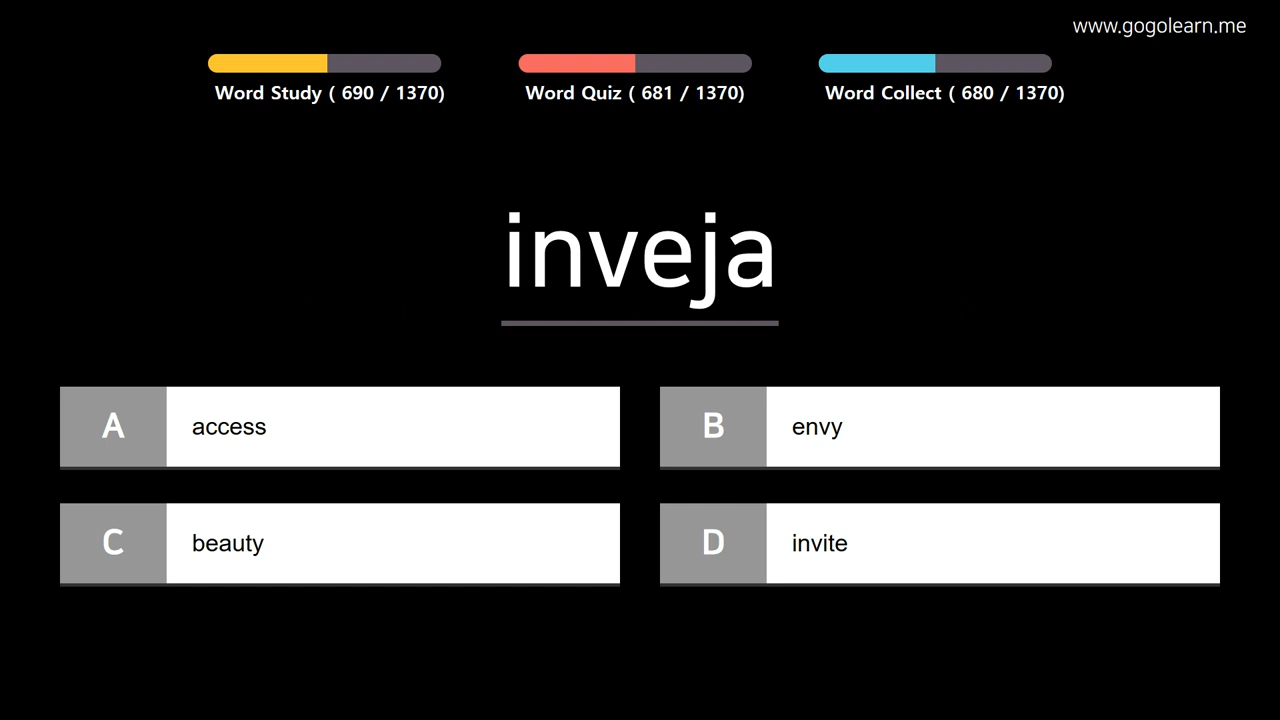 www.gogolearn.me
Word Study ( 690 / 1370)
Word Quiz ( 681 / 1370)
Word Collect ( 680 / 1370)
inveja
A access
B envy
C beauty
D invite